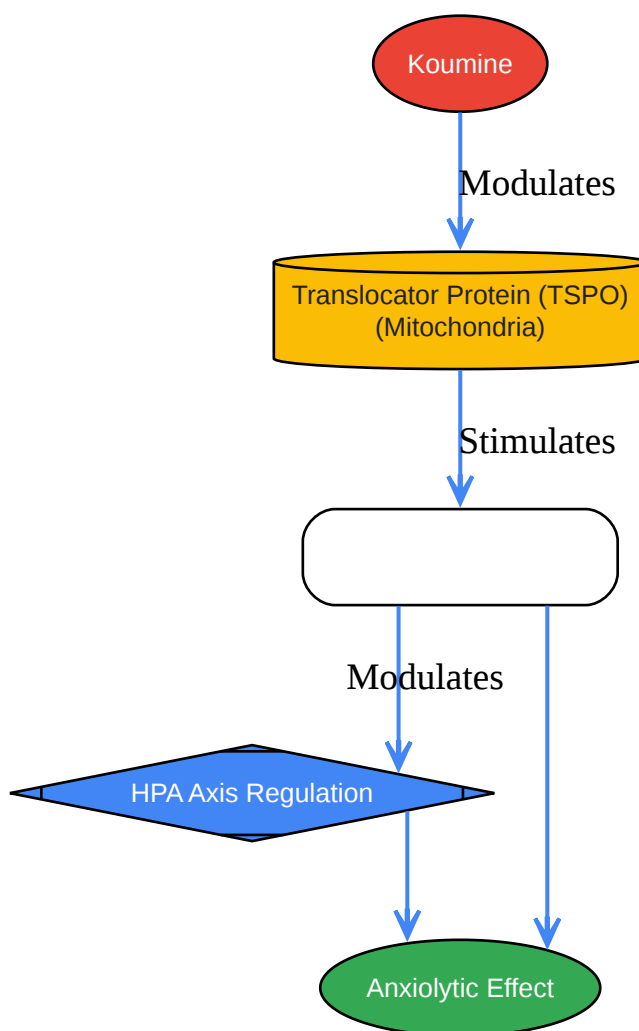 Koumine
Modulates
Translocator Protein (TSPO)
(Mitochondria)
Stimulates
Modulates
HPA Axis Regulation
Anxiolytic Effect